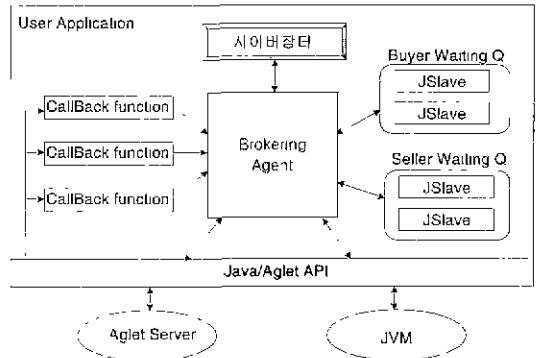 User Application
사이버장터
Buyer Waiting Q
JSlave
JSlave
CallBack function
CallBack function
CallBack function
Brokering
Agent
Seller Waiting Q
JSlave
JSlave
Java/Aglet API
Aglet Server
JVM